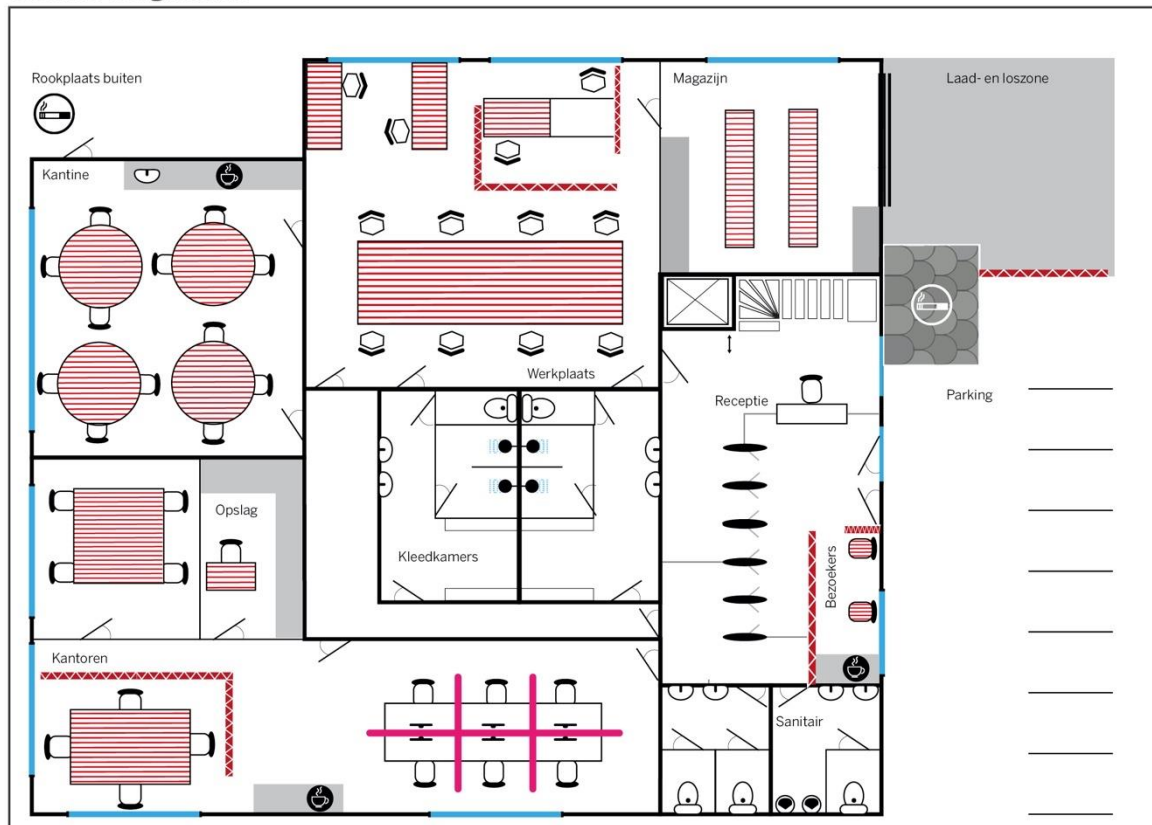 Rookplaats buiten
Magazijn
Laad- en loszone
Kantine
Werkplaats
Receptie
Parking
Opslag
Kleedkamers
Bezoekers
Kantoren
Sanitair